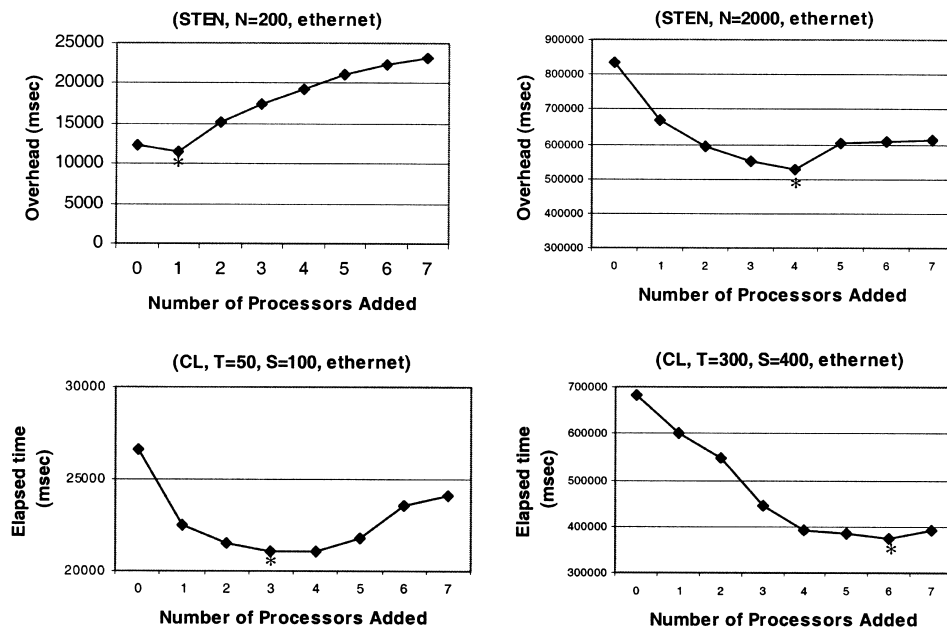 (STEN, N=200, ethernet)
25000
20000
15000
10000
5000
0
Overhead (msec)
*
0 1 2 3 4 5 6 7
Number of Processors Added
(STEN, N=2000, ethernet)
900000
800000
700000
600000
500000
400000
300000
Overhead (msec)
*
0 1 2 3 4 5 6 7
Number of Processors Added
(CL, T=50, S=100, ethernet)
30000
25000
20000
Elapsed time
(msec)
*
0 1 2 3 4 5 6 7
Number of Processors Added
(CL, T=300, S=400, ethernet)
700000
600000
500000
400000
300000
Elapsed time
(msec)
*
0 1 2 3 4 5 6 7
Number of Processors Added